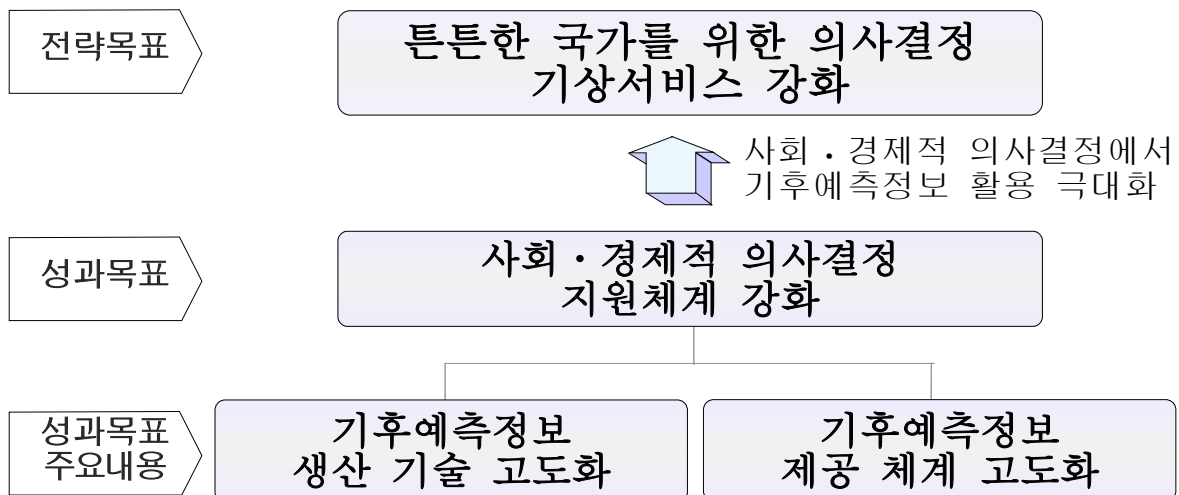 전략목표
튼튼한 국가를 위한 의사결정
기상서비스 강화
사회・경제적 의사결정에서
기후예측정보 활용 극대화
성과목표
사회・경제적 의사결정
지원체계 강화
성과목표
주요내용
기후예측정보
생산 기술 고도화
기후예측정보
제공 체계 고도화